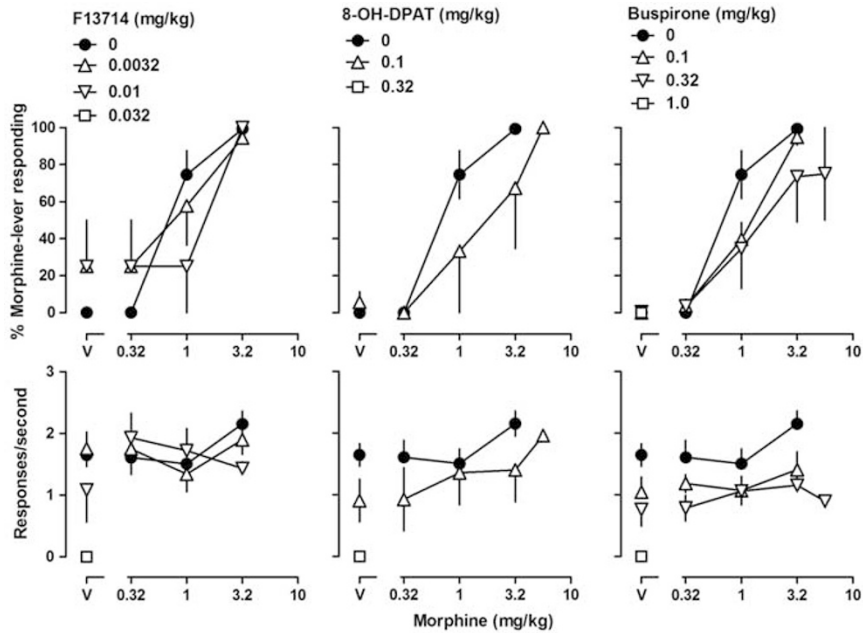 F13714 (mg/kg)
0
0.0032
0.01
0.032
8-OH-DPAT (mg/kg)
0
0.1
0.32
Buspirone (mg/kg)
0
0.1
0.32
1.0
% Morphine-lever responding
100
80
60
40
20
0
V 0.32 1 3.2 10
V 0.32 1 3.2 10
V 0.32 1 3.2 10
Responses/second
3
2
1
0
V 0.32 1 3.2 10
V 0.32 1 3.2 10
V 0.32 1 3.2 10
Morphine (mg/kg)